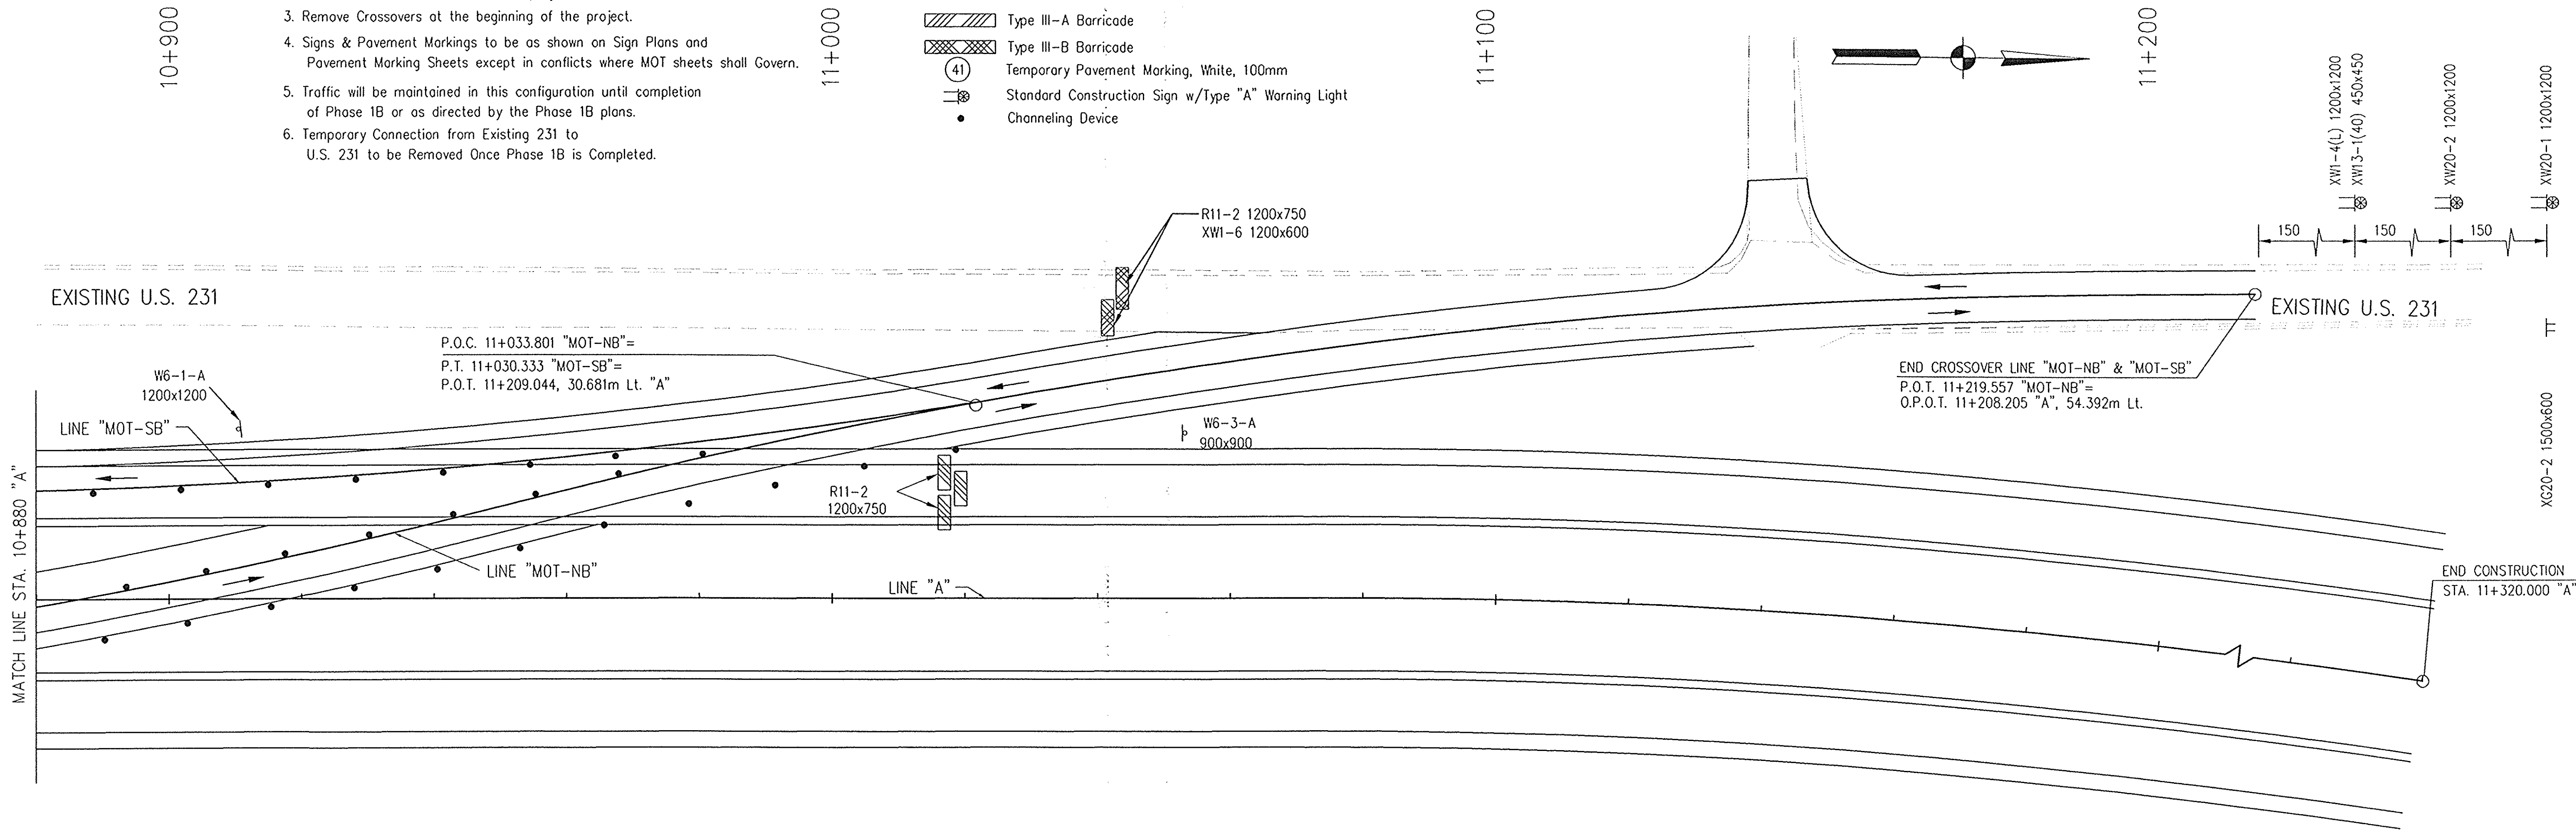 3. Remove Crossovers at the beginning of the project.
4. Signs & Pavement Markings to be as shown on Sign Plans and
Pavement Marking Sheets except in conflicts where MOT sheets shall Govern.
5. Traffic will be maintained in this configuration until completion
of Phase 1B or as directed by the Phase 1B plans.
6. Temporary Connection from Existing 231 to
U.S. 231 to be Removed Once Phase 1B is Completed.
Type III-A Barricade
Type III-B Barricade
41 Temporary Pavement Marking, White, 100mm
Standard Construction Sign w/Type "A" Warning Light
Channeling Device
10+900
11+000
11+100
11+200
XW1-4(L) 1200x1200
XW13-1(40) 450x450
XW20-2 1200x1200
XW20-1 1200x1200
150
150
150
R11-2 1200x750
XW1-6 1200x600
EXISTING U.S. 231
EXISTING U.S. 231
P.O.C. 11+033.801 "MOT-NB"=
P.T. 11+030.333 "MOT-SB"=
P.O.T. 11+209.044, 30.681m Lt. "A"
END CROSSOVER LINE "MOT-NB" & "MOT-SB"
P.O.T. 11+219.557 "MOT-NB"=
O.P.O.T. 11+208.205 "A", 54.392m Lt.
W6-1-A
1200x1200
LINE "MOT-SB"
W6-3-A
900x900
R11-2
1200x750
XG20-2 1500x600
MATCH LINE STA. 10+880 "A"
LINE "MOT-NB"
LINE "A"
END CONSTRUCTION
STA. 11+320.000 "A"